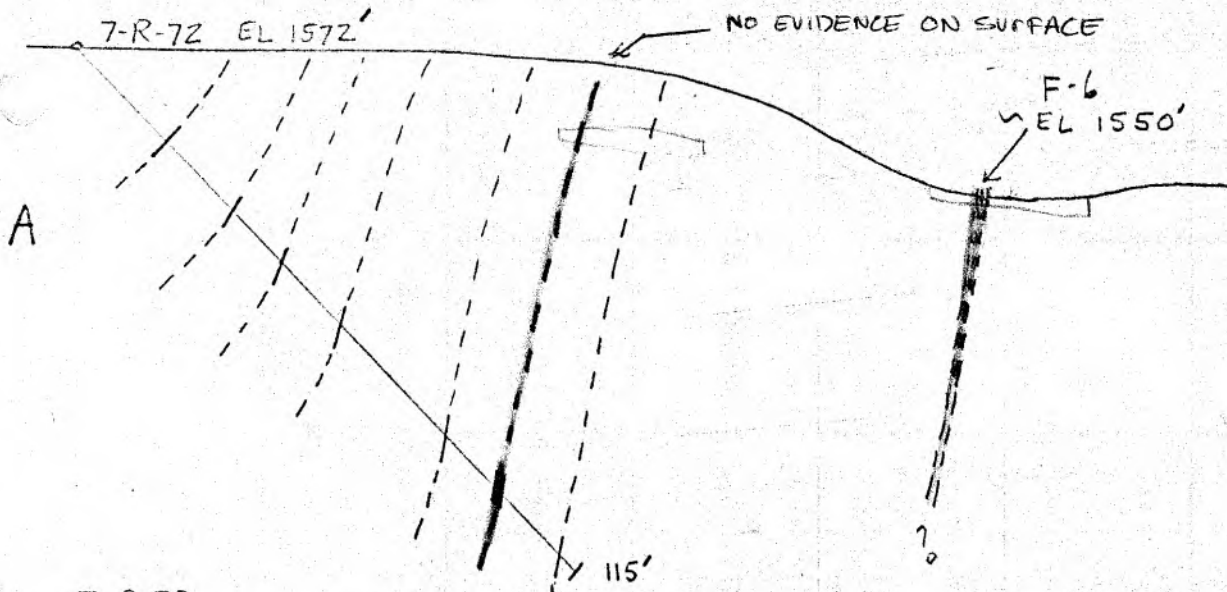 7-R-72 EL 1572'
NO EVIDENCE ON SURFACE
F-6
~ EL 1550'
A
?
115'